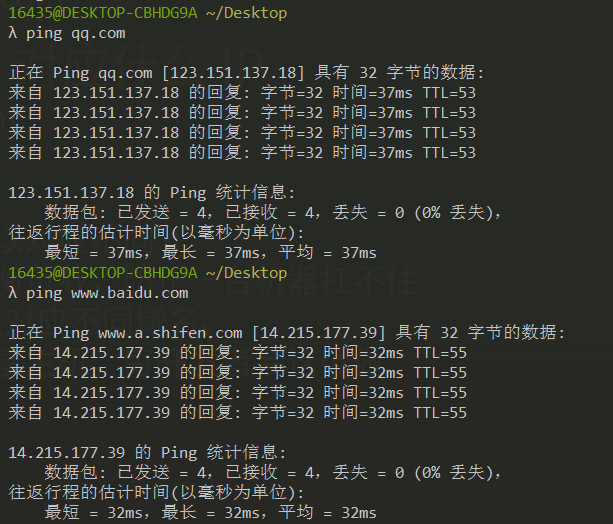 16435@DESKTOP-CBHDG9A ~/Desktop
λ ping qq.com
正在 Ping qq.com [123.151.137.18] 具有 32 字节的数据:
来自 123.151.137.18 的回复: 字节=32 时间=37ms TTL=53
来自 123.151.137.18 的回复: 字节=32 时间=37ms TTL=53
来自 123.151.137.18 的回复: 字节=32 时间=37ms TTL=53
来自 123.151.137.18 的回复: 字节=32 时间=37ms TTL=53
123.151.137.18 的 Ping 统计信息:
数据包: 已发送 = 4，已接收 = 4，丢失 = 0 (0% 丢失)，
往返行程的估计时间(以毫秒为单位):
最短 = 37ms，最长 = 37ms，平均 = 37ms
16435@DESKTOP-CBHDG9A ~/Desktop
λ ping www.baidu.com
正在 Ping www.a.shifen.com [14.215.177.39] 具有 32 字节的数据:
来自 14.215.177.39 的回复: 字节=32 时间=32ms TTL=55
来自 14.215.177.39 的回复: 字节=32 时间=32ms TTL=55
来自 14.215.177.39 的回复: 字节=32 时间=32ms TTL=55
来自 14.215.177.39 的回复: 字节=32 时间=32ms TTL=55
14.215.177.39 的 Ping 统计信息:
数据包: 已发送 = 4，已接收 = 4，丢失 = 0 (0% 丢失)，
往返行程的估计时间(以毫秒为单位):
最短 = 32ms，最长 = 32ms，平均 = 32ms